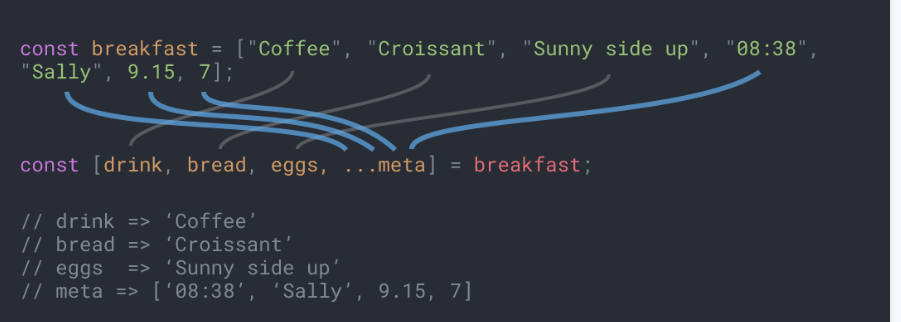 const breakfast = ["Coffee", "Croissant", "Sunny side up", "08:38",
"Sally", 9.15, 7];
const [drink, bread, eggs, ...meta] = breakfast;
// drink => ‘Coffee’
// bread => ‘Croissant’
// eggs  => ‘Sunny side up’
// meta => [‘08:38’, ‘Sally’, 9.15, 7]